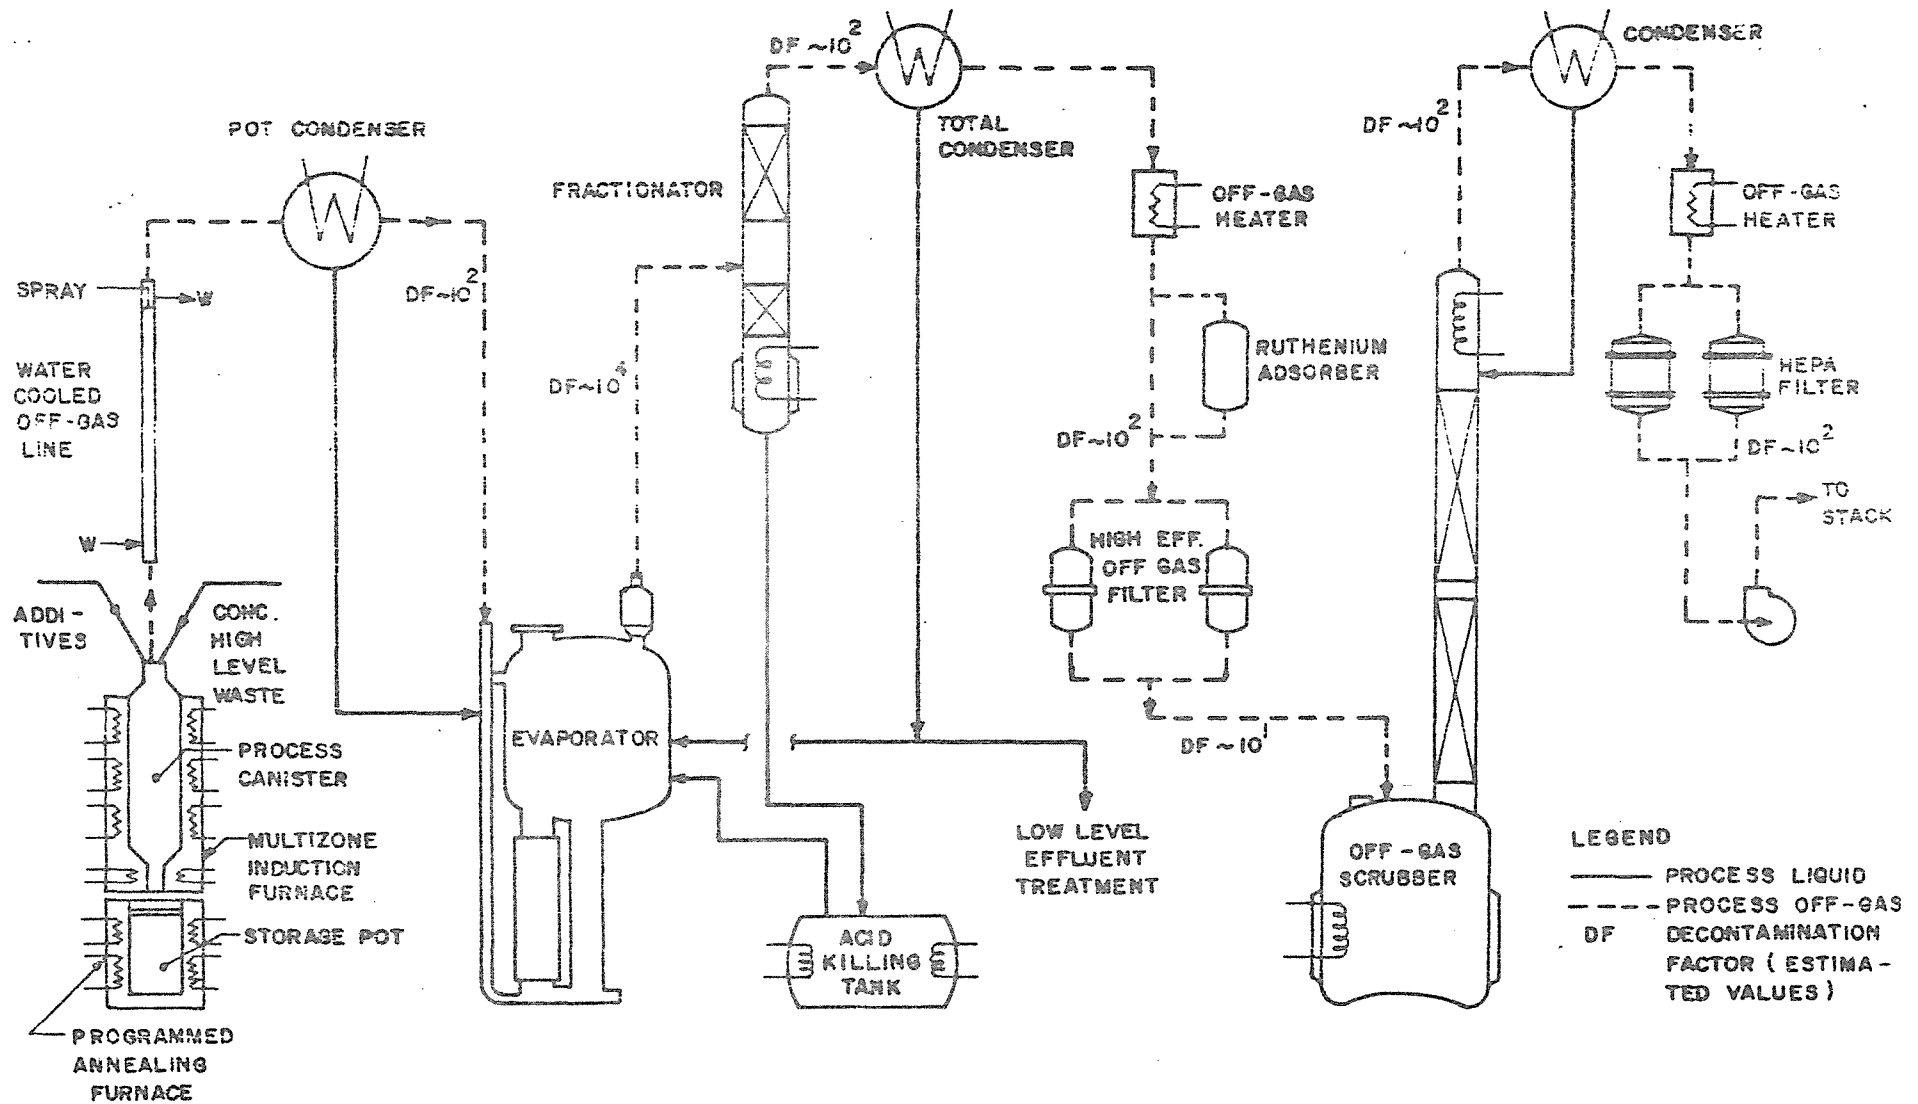 POT CONDENSER
SPRAY
W
WATER
COOLED
OFF-GAS
LINE
W
ADDI-
TIVES
CONC.
HIGH
LEVEL
WASTE
PROCESS
CANISTER
MULTIZONE
INDUCTION
FURNACE
STORAGE POT
PROGRAMMED
ANNEALING
FURNACE
DF~10²
EVAPORATOR
DF~10⁴
FRACTIONATOR
DF~10²
TOTAL
CONDENSER
OFF-GAS
HEATER
RUTHENIUM
ADSORBER
DF~10²
HIGH EFF.
OFF GAS
FILTER
DF~10¹
LOW LEVEL
EFFLUENT
TREATMENT
ACID
KILLING
TANK
DF~10²
CONDENSER
OFF-GAS
HEATER
HEPA
FILTER
DF~10²
TO
STACK
OFF-GAS
SCRUBBER
LEGEND
PROCESS LIQUID
PROCESS OFF-GAS
DF DECONTAMINATION
FACTOR ( ESTIMA-
TED VALUES )